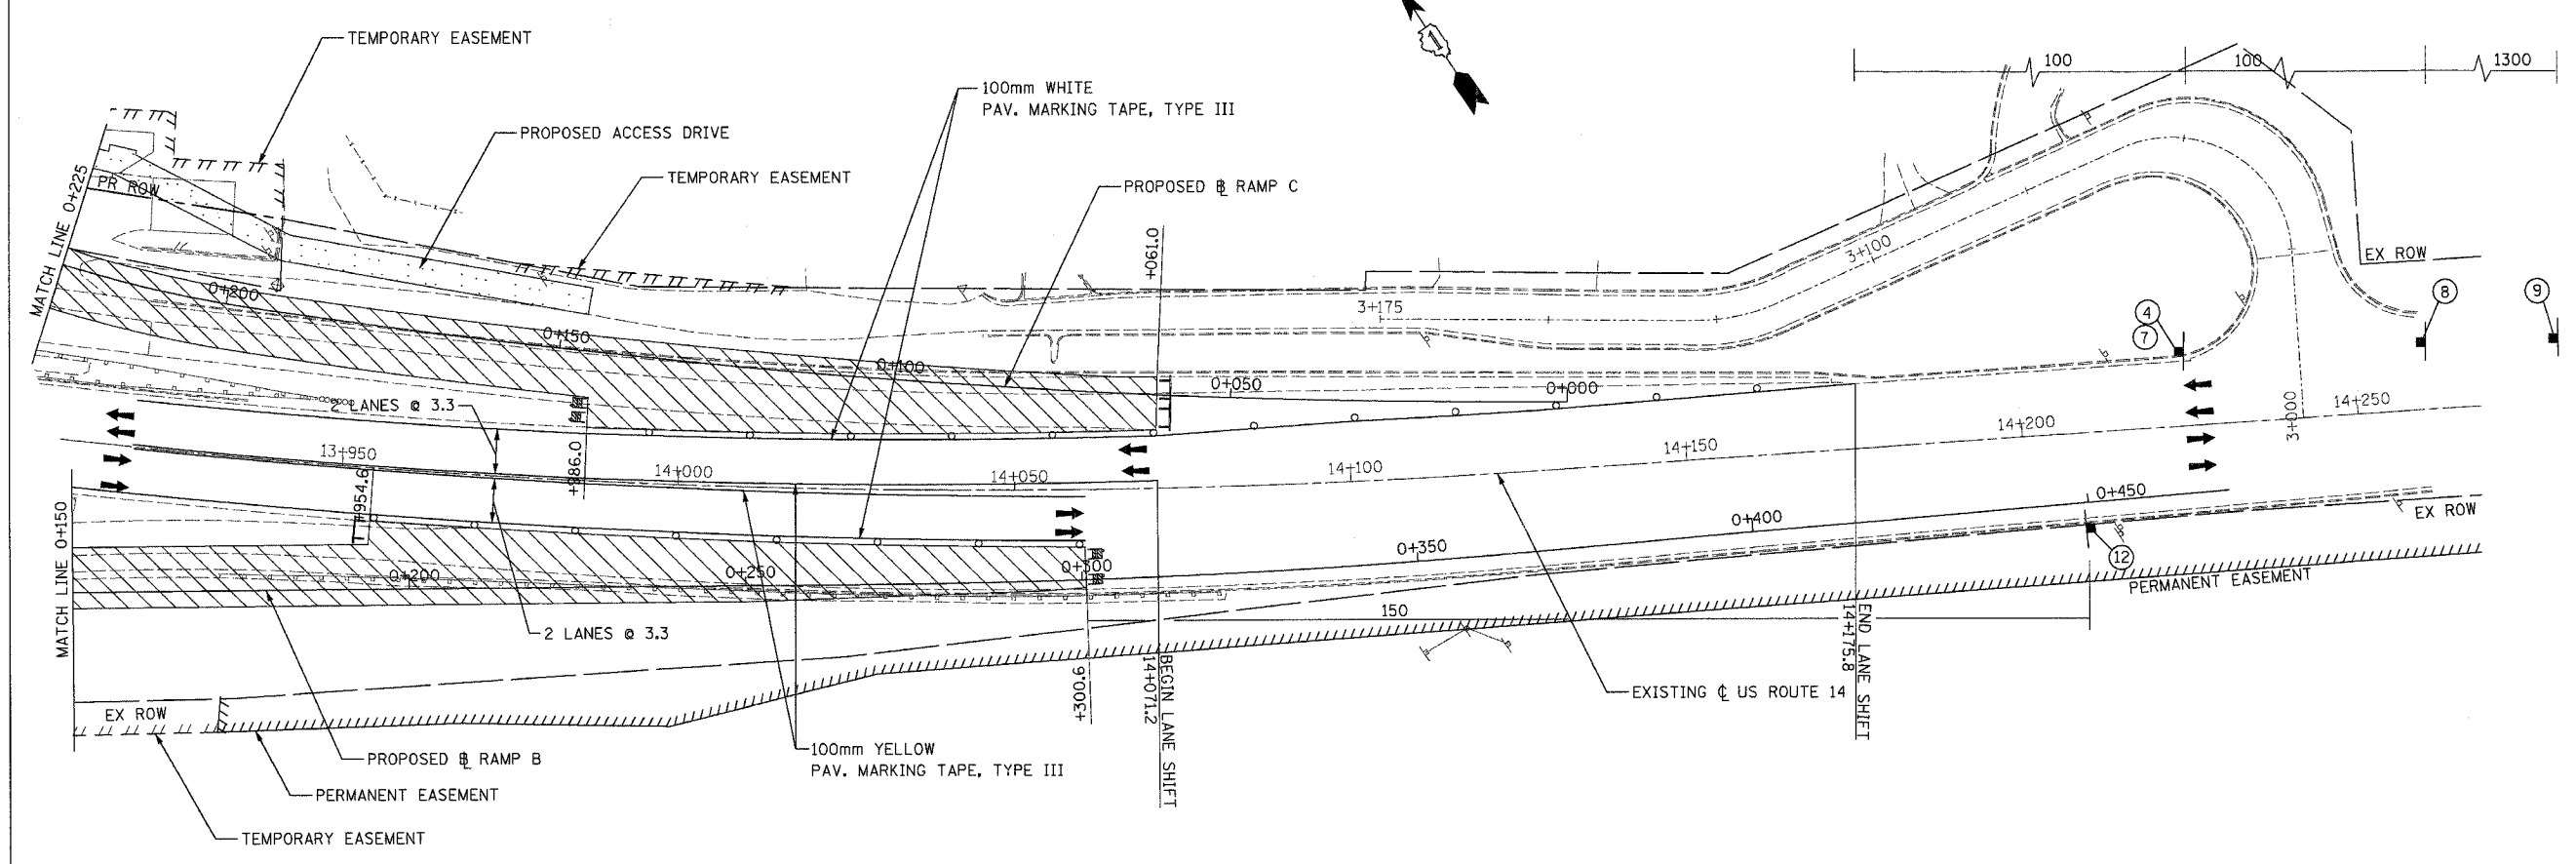 TEMPORARY EASEMENT
100mm WHITE
PAV. MARKING TAPE, TYPE III
100
100
1300
PROPOSED ACCESS DRIVE
TEMPORARY EASEMENT
PROPOSED ℄ RAMP C
MATCH LINE 0+225
PR ROW
+061.0
3+100
EX ROW
0+200
0+150
0+100
0+050
0+000
3+175
4
7
8
9
2 LANES @ 3.3
13+950
14+000
14+050
14+100
14+150
14+200
14+250
3+000
+954.6
+886.0
MATCH LINE 0+150
0+200
0+250
0+300
0+350
0+400
0+450
EX ROW
12
PERMANENT EASEMENT
2 LANES @ 3.3
150
+300.6
14+071.2
BEGIN LANE SHIFT
14+175.8
END LANE SHIFT
EXISTING ℄ US ROUTE 14
EX ROW
PROPOSED ℄ RAMP B
100mm YELLOW
PAV. MARKING TAPE, TYPE III
PERMANENT EASEMENT
TEMPORARY EASEMENT